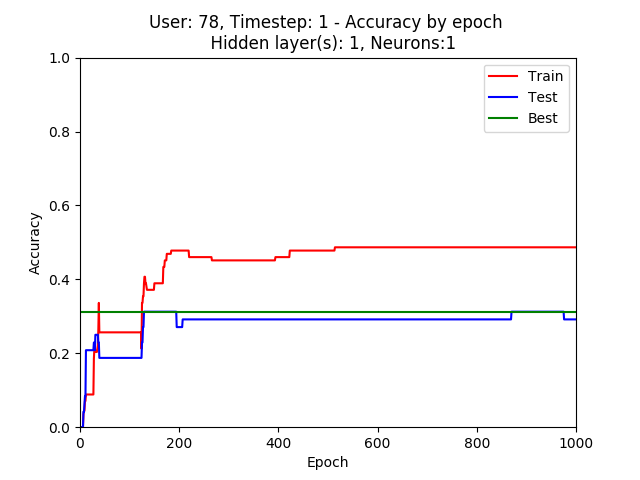 User: 78, Timestep: 1 - Accuracy by epoch
Hidden layer(s): 1, Neurons:1
Train
Test
Best
Accuracy
1.0
0.8
0.6
0.4
0.2
0.0
0 200 400 600 800 1000
Epoch